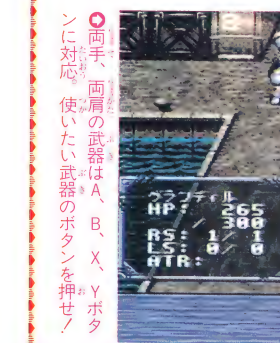 ○両手、両肩の武器はA、B、X、Yボタ
ンに対応。使いたい武器のボタンを押せ!
グランディル
HP: 265
/ 300
RS: 1/ 1
LS: 0/ 0
ATR: